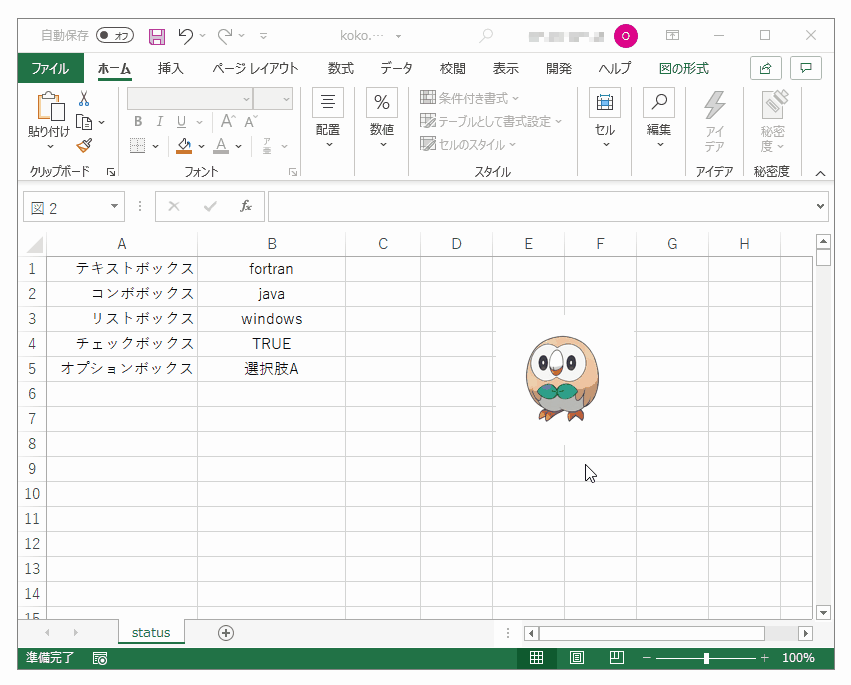 自動保存 オフ koko.… O
ファイル ホーム 挿入 ページ レイアウト 数式 データ 校閲 表示 開発 ヘルプ 図の形式
貼り付け B I U A A 配置 % 数値 条件付き書式 テーブルとして書式設定 セルのスタイル セル 編集 アイデア 秘密度
クリップボード フォント スタイル アイデア 秘密度
図 2 fx
A B C D E F G H
1 テキストボックス fortran
2 コンボボックス java
3 リストボックス windows
4 チェックボックス TRUE
5 オプションボックス 選択肢A
6
7
8
9
10
11
12
13
14
15
status
準備完了 100%